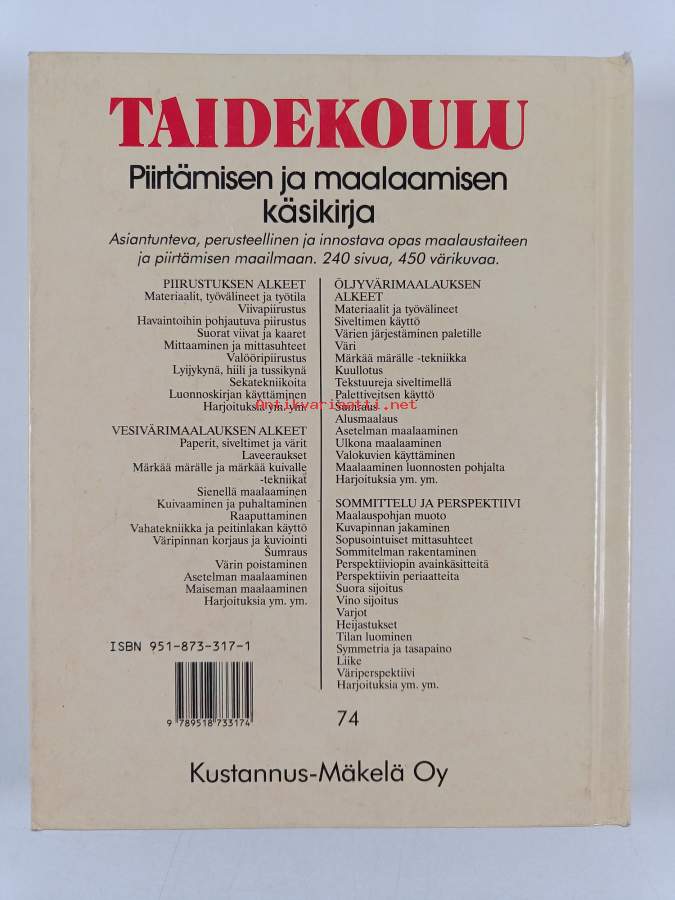 TAIDEKOULU
Piirtämisen ja maalaamisen
käsikirja
Asiantunteva, perusteellinen ja innostava opas maalaustaiteen
ja piirtämisen maailmaan. 240 sivua, 450 värikuvaa.
PIIRUSTUKSEN ALKEET
Materiaalit, työvälineet ja työtila
Viivapiirustus
Havaintoihin pohjautuva piirustus
Suorat viivat ja kaaret
Mittaaminen ja mittasuhteet
Valööripiirustus
Lyijykynä, hiili ja tussikynä
Sekatekniikoita
Luonnoskirjan käyttäminen
Harjoituksia ym. ym.
VESIVÄRIMAALAUKSEN ALKEET
Paperit, siveltimet ja värit
Laveeraukset
Märkää märälle ja märkää kuivalle
-tekniikat
Sienellä maalaaminen
Kuivaaminen ja puhaltaminen
Raaputtaminen
Vahatekniikka ja peitinlakan käyttö
Väripinnan korjaus ja kuviointi
Šumraus
Värin poistaminen
Asetelman maalaaminen
Maiseman maalaaminen
Harjoituksia ym. ym.
ÖLJYVÄRIMAALAUKSEN
ALKEET
Materiaalit ja työvälineet
Siveltimen käyttö
Värien järjestäminen paletille
Väri
Märkää märälle -tekniikka
Kuullotus
Tekstuureja siveltimellä
Palettiveitsen käyttö
Šumraus
Alusmaalaus
Asetelman maalaaminen
Ulkona maalaaminen
Valokuvien käyttäminen
Maalaaminen luonnosten pohjalta
Harjoituksia ym. ym.
SOMMITTELU JA PERSPEKTIIVI
Maalauspohjan muoto
Kuvapinnan jakaminen
Sopusointuiset mittasuhteet
Sommitelman rakentaminen
Perspektiiviopin avainkäsitteitä
Perspektiivin periaatteita
Suora sijoitus
Vino sijoitus
Varjot
Heijastukset
Tilan luominen
Symmetria ja tasapaino
Liike
Väriperspektiivi
Harjoituksia ym. ym.
Antikvariaatti.net
ISBN 951-873-317-1
9 789518 733174
74
Kustannus-Mäkelä Oy